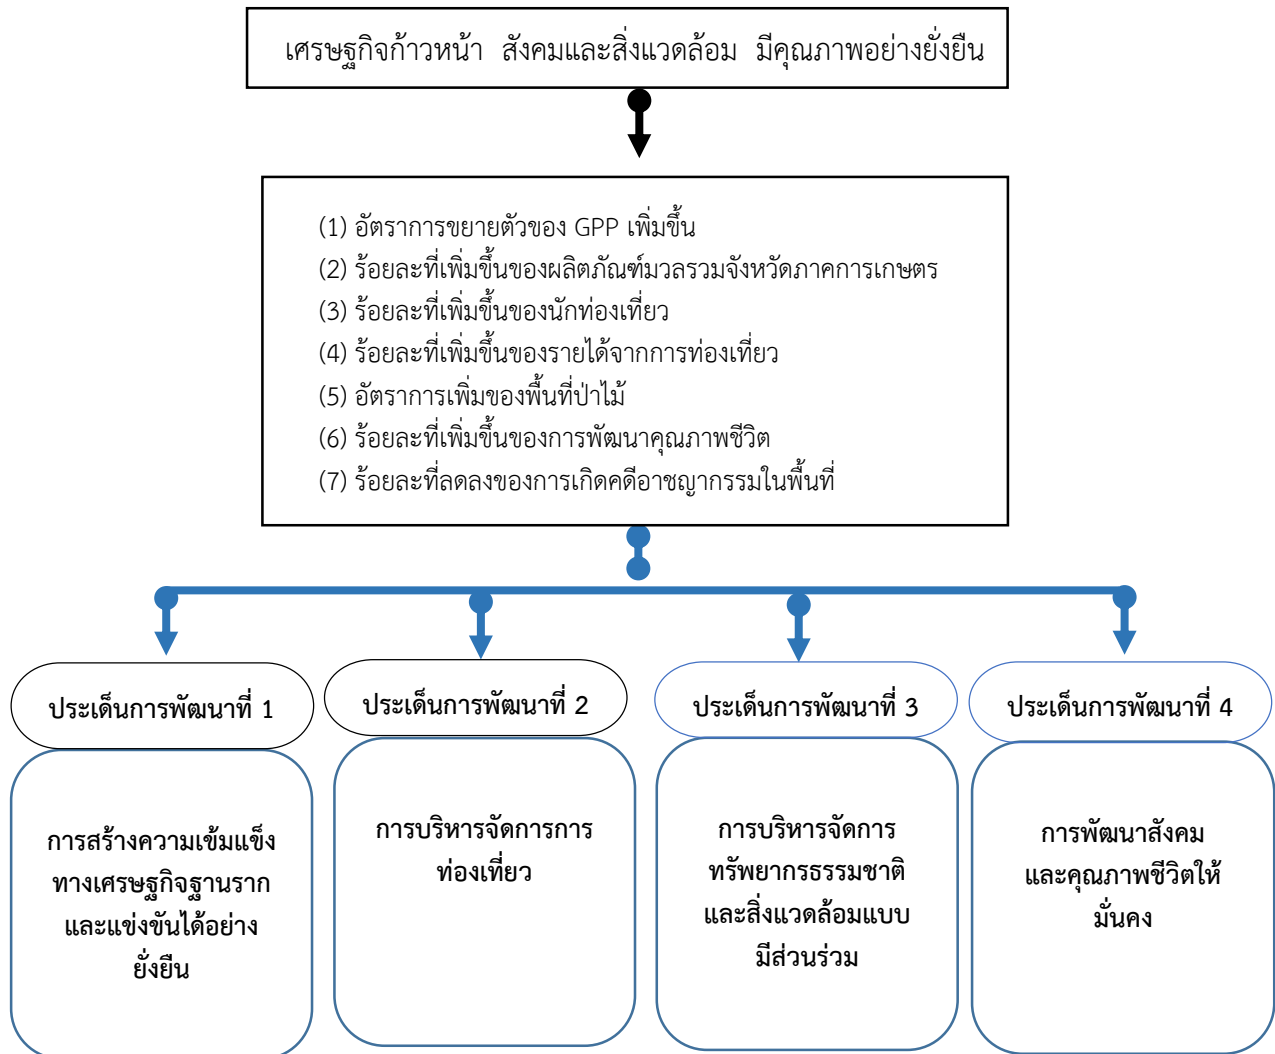 เศรษฐกิจก้าวหน้า สังคมและสิ่งแวดล้อม มีคุณภาพอย่างยั่งยืน
(1) อัตราการขยายตัวของ GPP เพิ่มขึ้น
(2) ร้อยละที่เพิ่มขึ้นของผลิตภัณฑ์มวลรวมจังหวัดภาคการเกษตร
(3) ร้อยละที่เพิ่มขึ้นของนักท่องเที่ยว
(4) ร้อยละที่เพิ่มขึ้นของรายได้จากการท่องเที่ยว
(5) อัตราการเพิ่มของพื้นที่ป่าไม้
(6) ร้อยละที่เพิ่มขึ้นของการพัฒนาคุณภาพชีวิต
(7) ร้อยละที่ลดลงของการเกิดคดีอาชญากรรมในพื้นที่
ประเด็นการพัฒนาที่ 1
การสร้างความเข้มแข็ง
ทางเศรษฐกิจฐานราก
และแข่งขันได้อย่าง
ยั่งยืน
ประเด็นการพัฒนาที่ 2
การบริหารจัดการการ
ท่องเที่ยว
ประเด็นการพัฒนาที่ 3
การบริหารจัดการ
ทรัพยากรธรรมชาติ
และสิ่งแวดล้อมแบบ
มีส่วนร่วม
ประเด็นการพัฒนาที่ 4
การพัฒนาสังคม
และคุณภาพชีวิตให้
มั่นคง